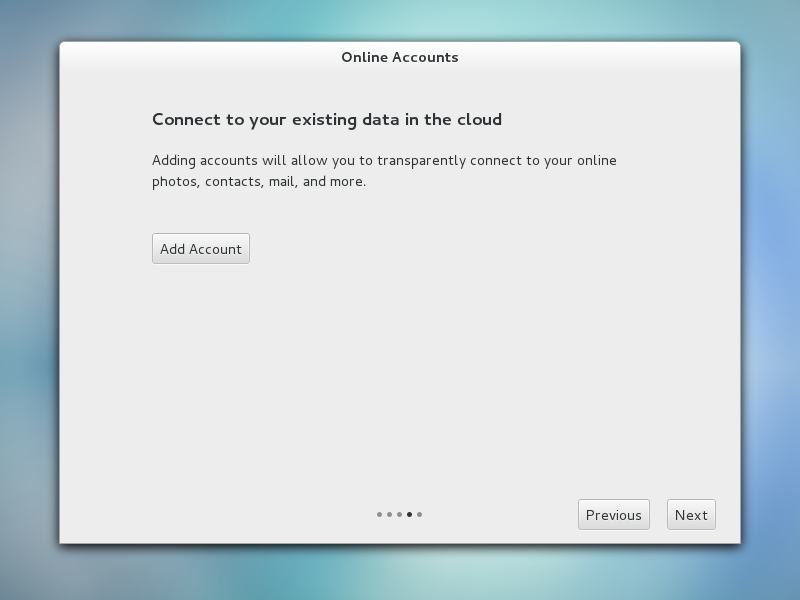 Online Accounts
Connect to your existing data in the cloud
Adding accounts will allow you to transparently connect to your online
photos, contacts, mail, and more.
Add Account
Previous
Next